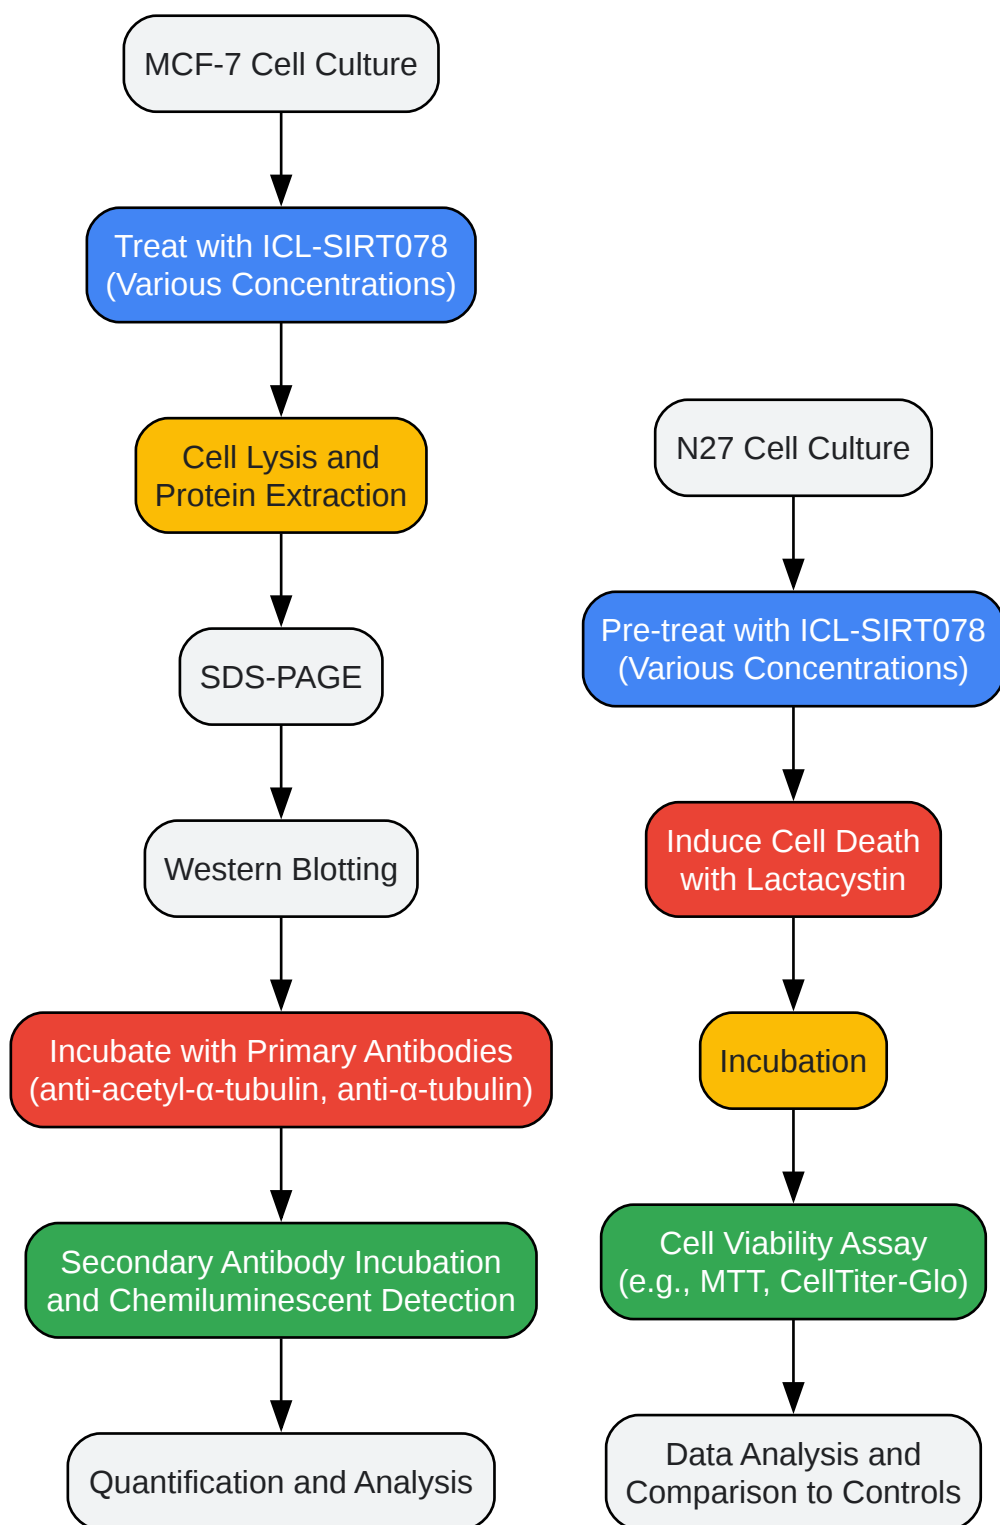 MCF-7 Cell Culture
Treat with ICL-SIRT078
(Various Concentrations)
Cell Lysis and
Protein Extraction
SDS-PAGE
Western Blotting
Incubate with Primary Antibodies
(anti-acetyl-α-tubulin, anti-α-tubulin)
Secondary Antibody Incubation
and Chemiluminescent Detection
Quantification and Analysis
N27 Cell Culture
Pre-treat with ICL-SIRT078
(Various Concentrations)
Induce Cell Death
with Lactacystin
Incubation
Cell Viability Assay
(e.g., MTT, CellTiter-Glo)
Data Analysis and
Comparison to Controls